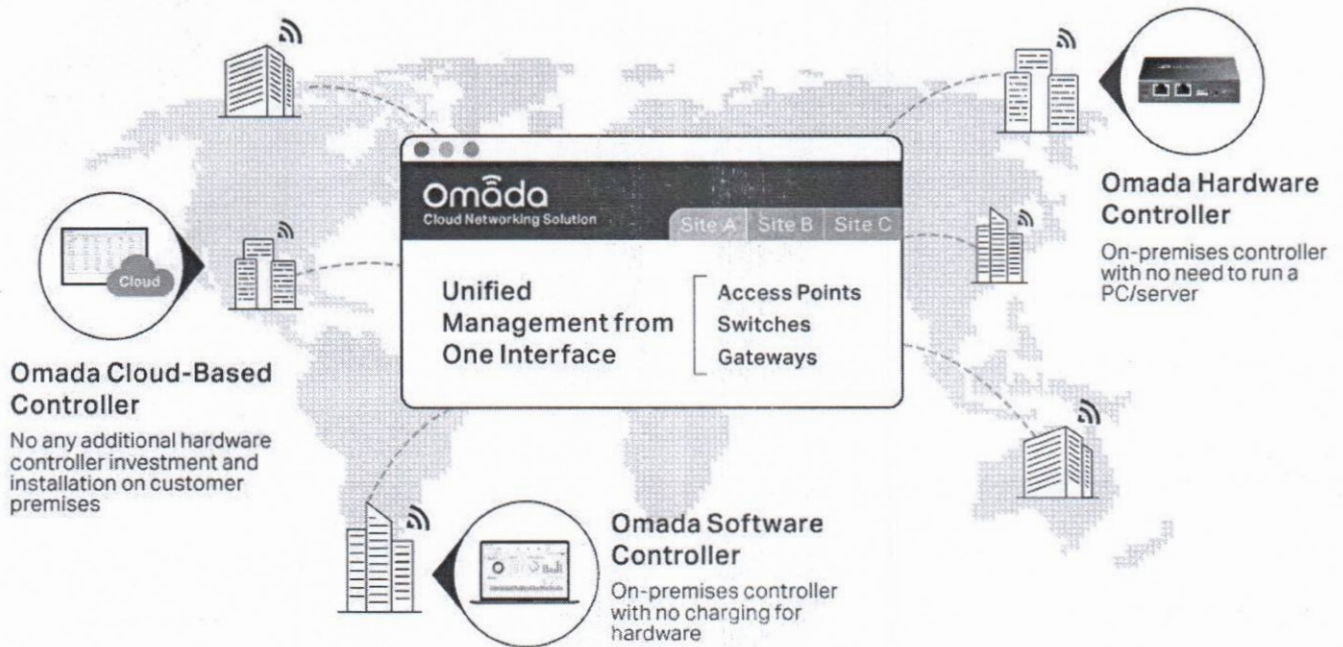 Omada
Cloud Networking Solution
Site A
Site B
Site C
Unified
Management from
One Interface
Access Points
Switches
Gateways
Omada Hardware
Controller
On-premises controller
with no need to run a
PC/server
Cloud
Omada Cloud-Based
Controller
No any additional hardware
controller investment and
installation on customer
premises
Omada Software
Controller
On-premises controller
with no charging for
hardware